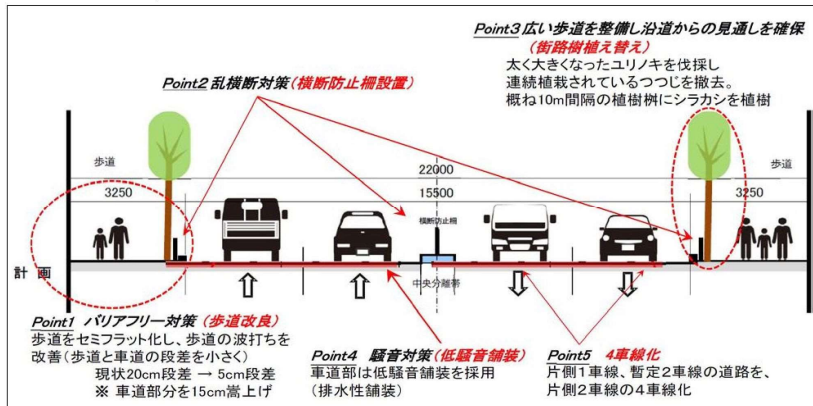 Point3 広い歩道を整備し沿道からの見通しを確保
(街路樹植え替え)
太く大きくなったユリノキを伐採し
連続植栽されているつつじを撤去。
概ね10m間隔の植樹桝にシラカシを植樹
Point2 乱横断対策(横断防止柵設置)
歩道
22000
歩道
3250
15500
3250
横断防止柵
計 画
中央分離帯
Point1 バリアフリー対策(歩道改良)
歩道をセミフラット化し、歩道の波打ちを
改善(歩道と車道の段差を小さく)
現状20cm段差 → 5cm段差
※ 車道部分を15cm嵩上げ
Point4 騒音対策(低騒音舗装)
車道部は低騒音舗装を採用
(排水性舗装)
Point5 4車線化
片側1車線、暫定2車線の道路を、
片側2車線の4車線化